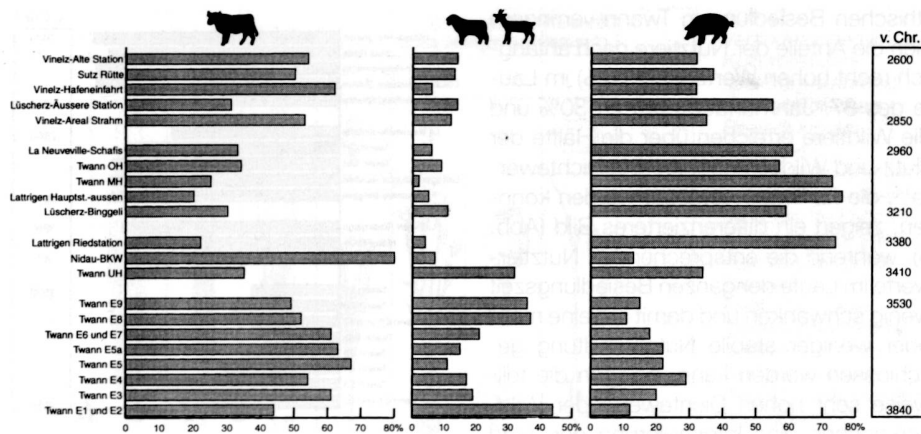 v. Chr.
Vinelz-Alte Station 2600
Sutz Rütte
Vinelz-Hafeneinfahrt
Lüscherz-Äussere Station
Vinelz-Areal Strahm 2850
La Neuveville-Schafis 2960
Twann OH
Twann MH
Lattrigen Hauptst.-aussen
Lüscherz-Binggeli 3210
Lattrigen Riedstation 3380
Nidau-BKW
Twann UH 3410
Twann E9 3530
Twann E8
Twann E6 und E7
Twann E5a
Twann E5
Twann E4
Twann E3
Twann E1 und E2 3840
0 10 20 30 40 50 60 70 80% 0 10 20 30 40 50% 0 10 20 30 40 50 60 70 80%